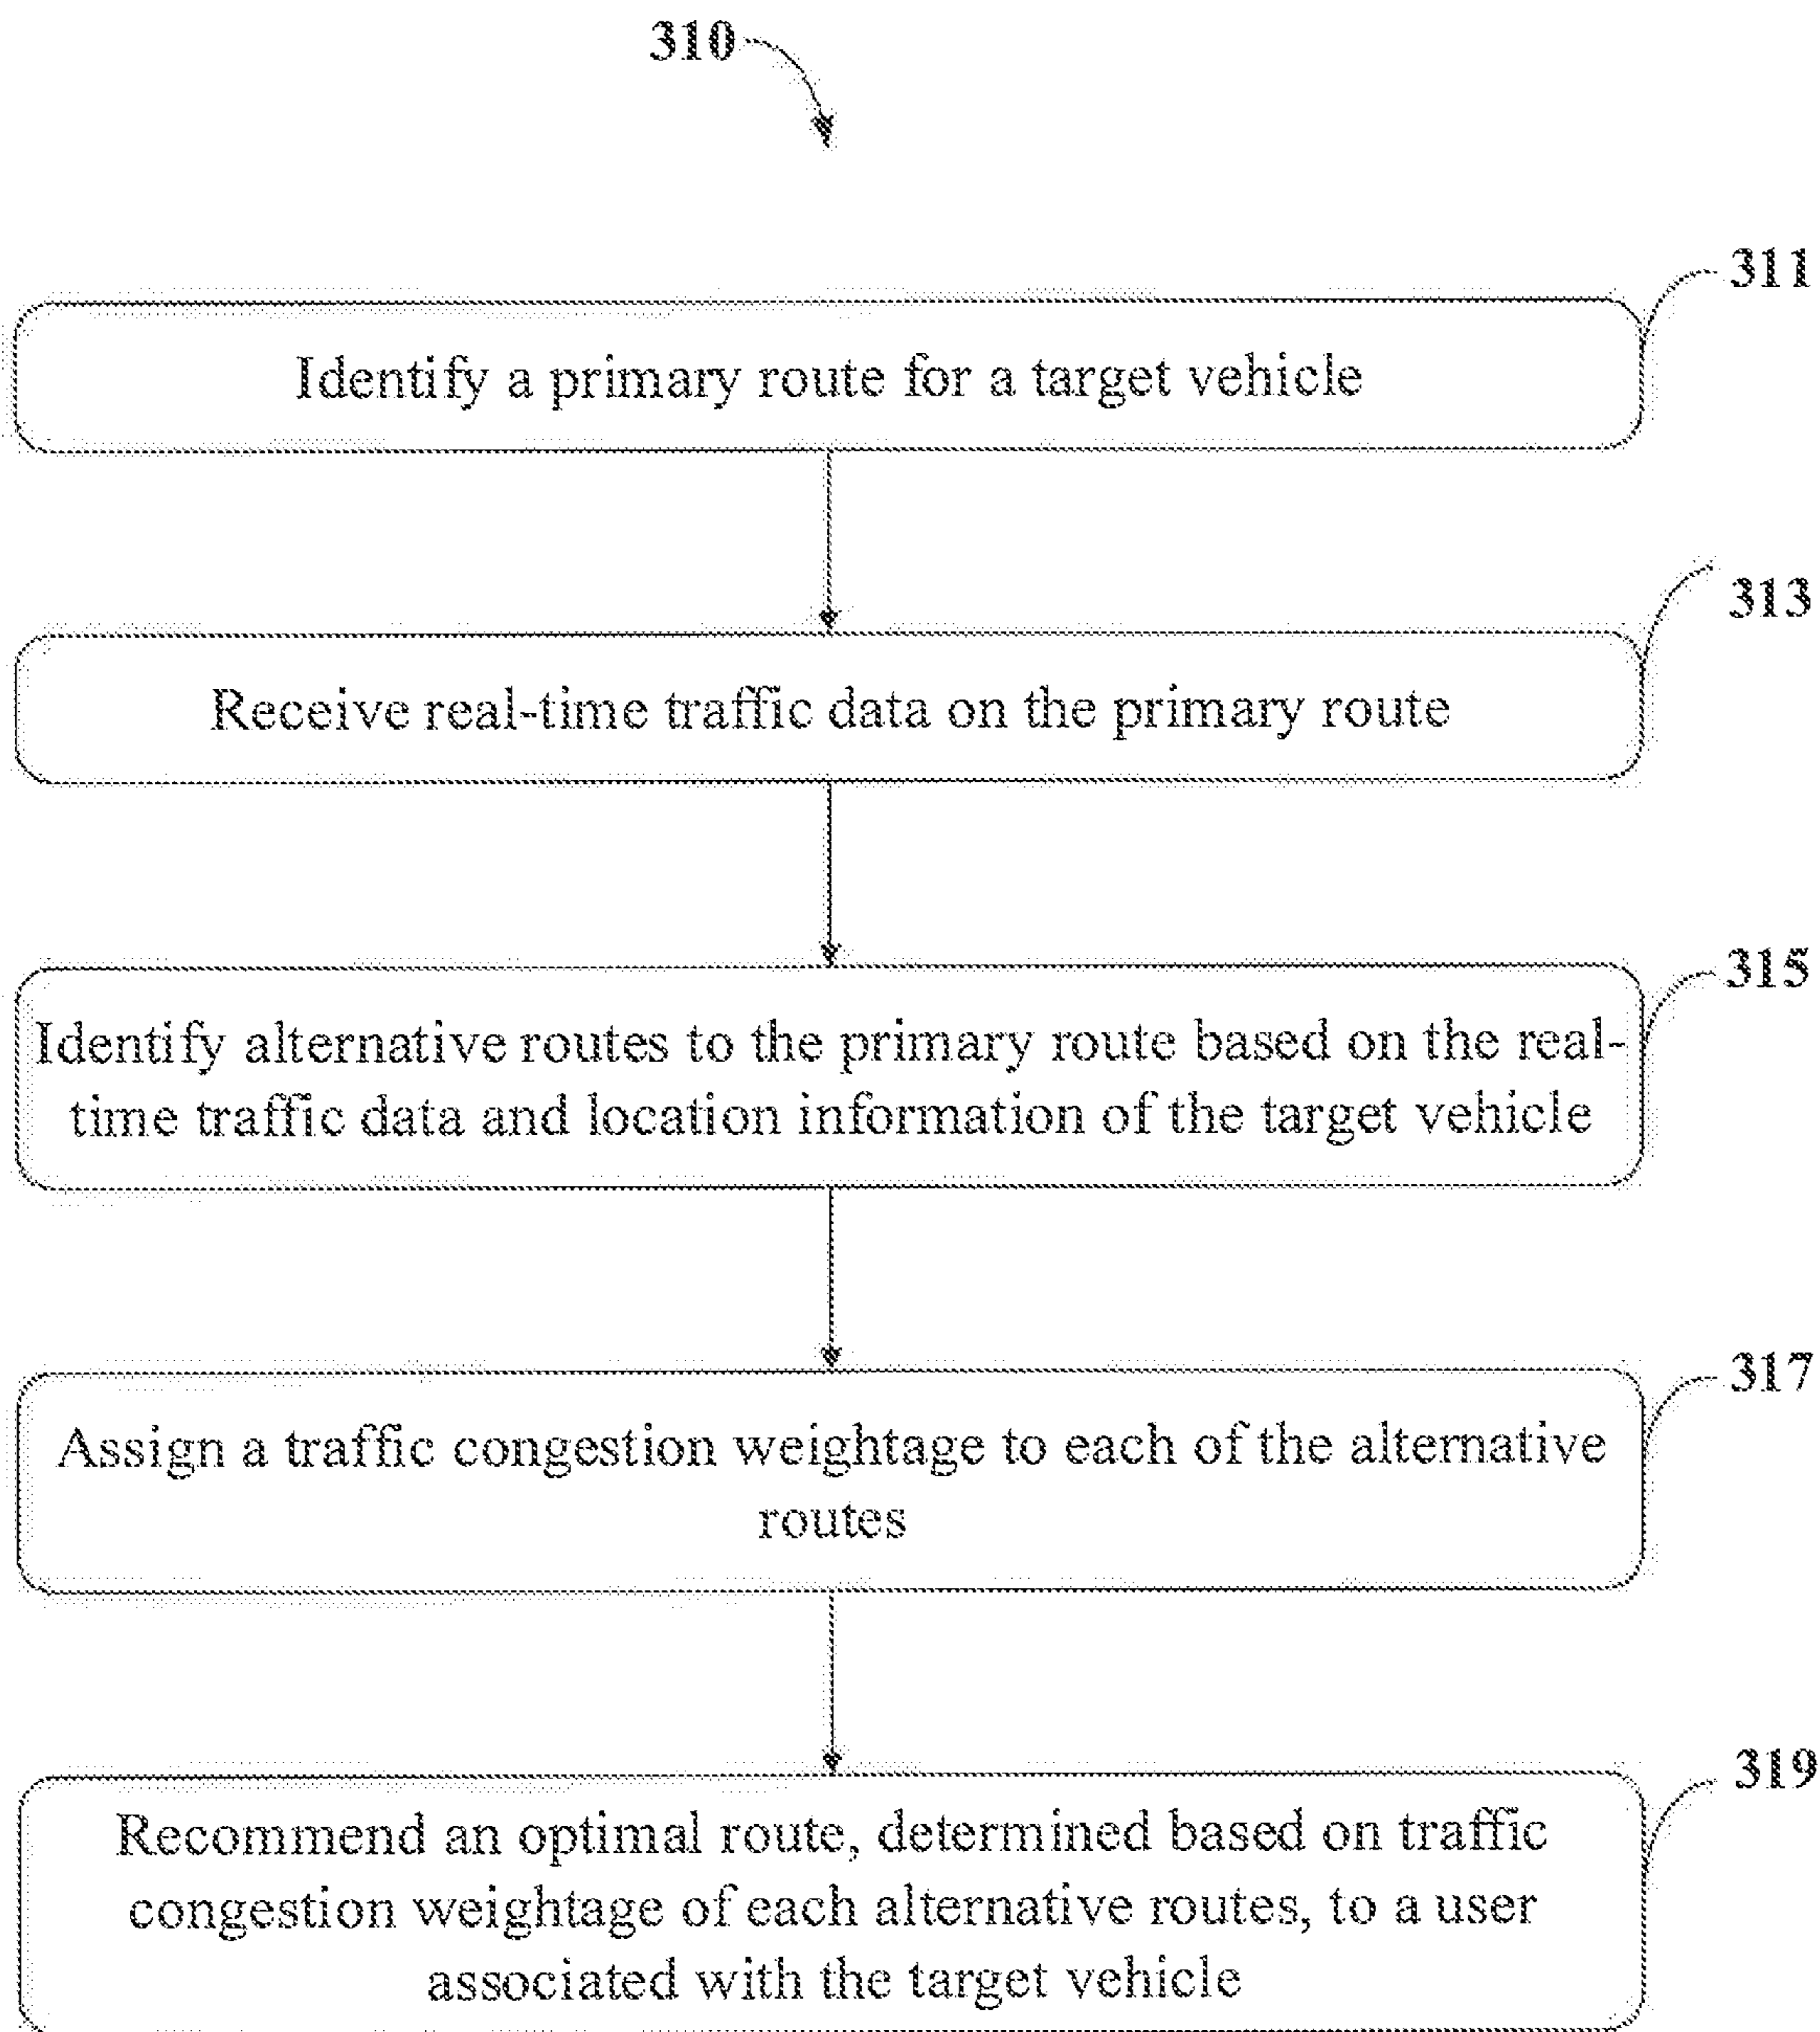 310
311
Identify a primary route for a target vehicle
313
Receive real-time traffic data on the primary route
315
Identify alternative routes to the primary route based on the real-
time traffic data and location information of the target vehicle
317
Assign a traffic congestion weightage to each of the alternative
routes
319
Recommend an optimal route, determined based on traffic
congestion weightage of each alternative routes, to a user
associated with the target vehicle